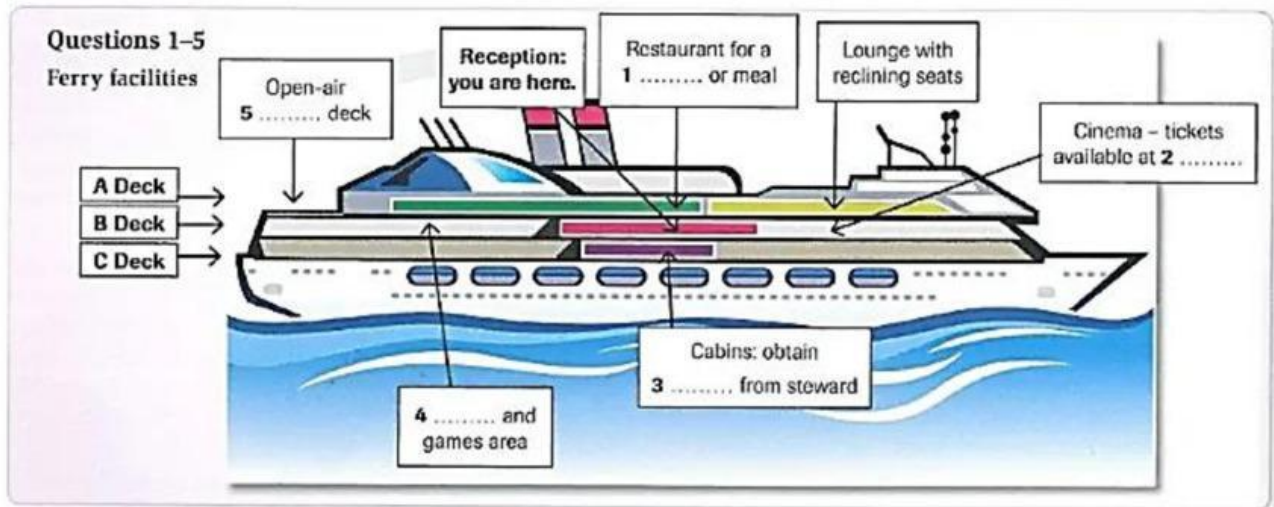 Questions 1–5
Ferry facilities
Open-air
5 ......... deck
Reception:
you are here.
Restaurant for a
1 ......... or meal
Lounge with
reclining seats
Cinema – tickets
available at 2 .........
A Deck
B Deck
C Deck
Cabins: obtain
3 ......... from steward
4 ......... and
games area